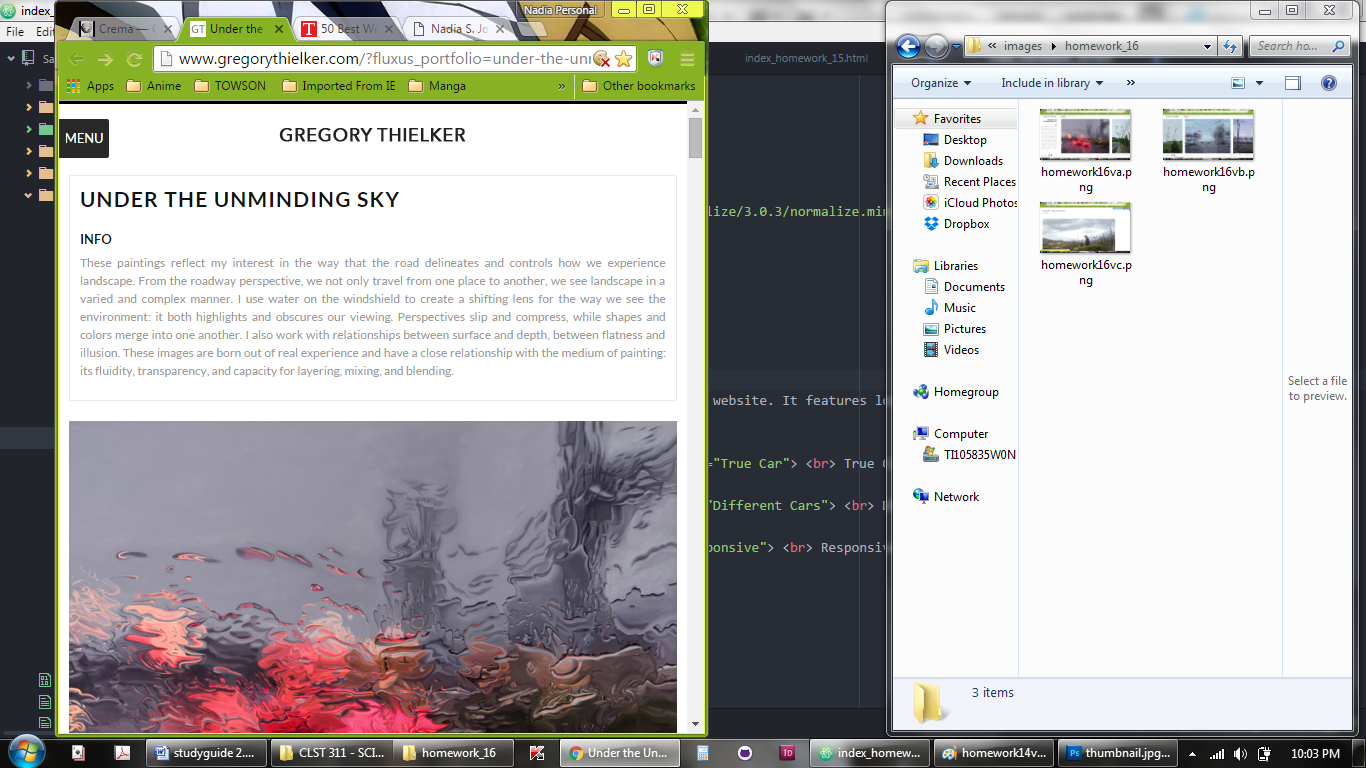 index_
File Edi
Sa
Nadia Personal
Crema — C
GT Under the
T 50 Best W
Nadia S. Jo
www.gregorythielker.com/?fluxus_portfolio=under-the-un
Apps Anime TOWSON Imported From IE Manga » Other bookmarks
MENU
GREGORY THIELKER
UNDER THE UNMINDING SKY
INFO
These paintings reflect my interest in the way that the road delineates and controls how we experience
landscape. From the roadway perspective, we not only travel from one place to another, we see landscape in a
varied and complex manner. I use water on the windshield to create a shifting lens for the way we see the
environment: it both highlights and obscures our viewing. Perspectives slip and compress, while shapes and
colors merge into one another. I also work with relationships between surface and depth, between flatness and
illusion. These images are born out of real experience and have a close relationship with the medium of painting:
its fluidity, transparency, and capacity for layering, mixing, and blending.
index_homework_15.html
lize/3.0.3/normalize.min
website. It features l
="True Car"> <br> True
"Different Cars"> <br>
ponsive"> <br> Responsiv
« images homework_16
Search ho...
Organize Include in library »
Favorites
Desktop
Downloads
Recent Places
iCloud Photos
Dropbox
Libraries
Documents
Music
Pictures
Videos
Homegroup
Computer
TI105835W0N
Network
homework16va.p
ng
homework16vb.p
ng
homework16vc.p
ng
Select a file
to preview.
3 items
studyguide 2... CLST 311 - SCI... homework_16 Under the Un... Id index_homew... homework14v... Ps thumbnail.jpg... 10:03 PM